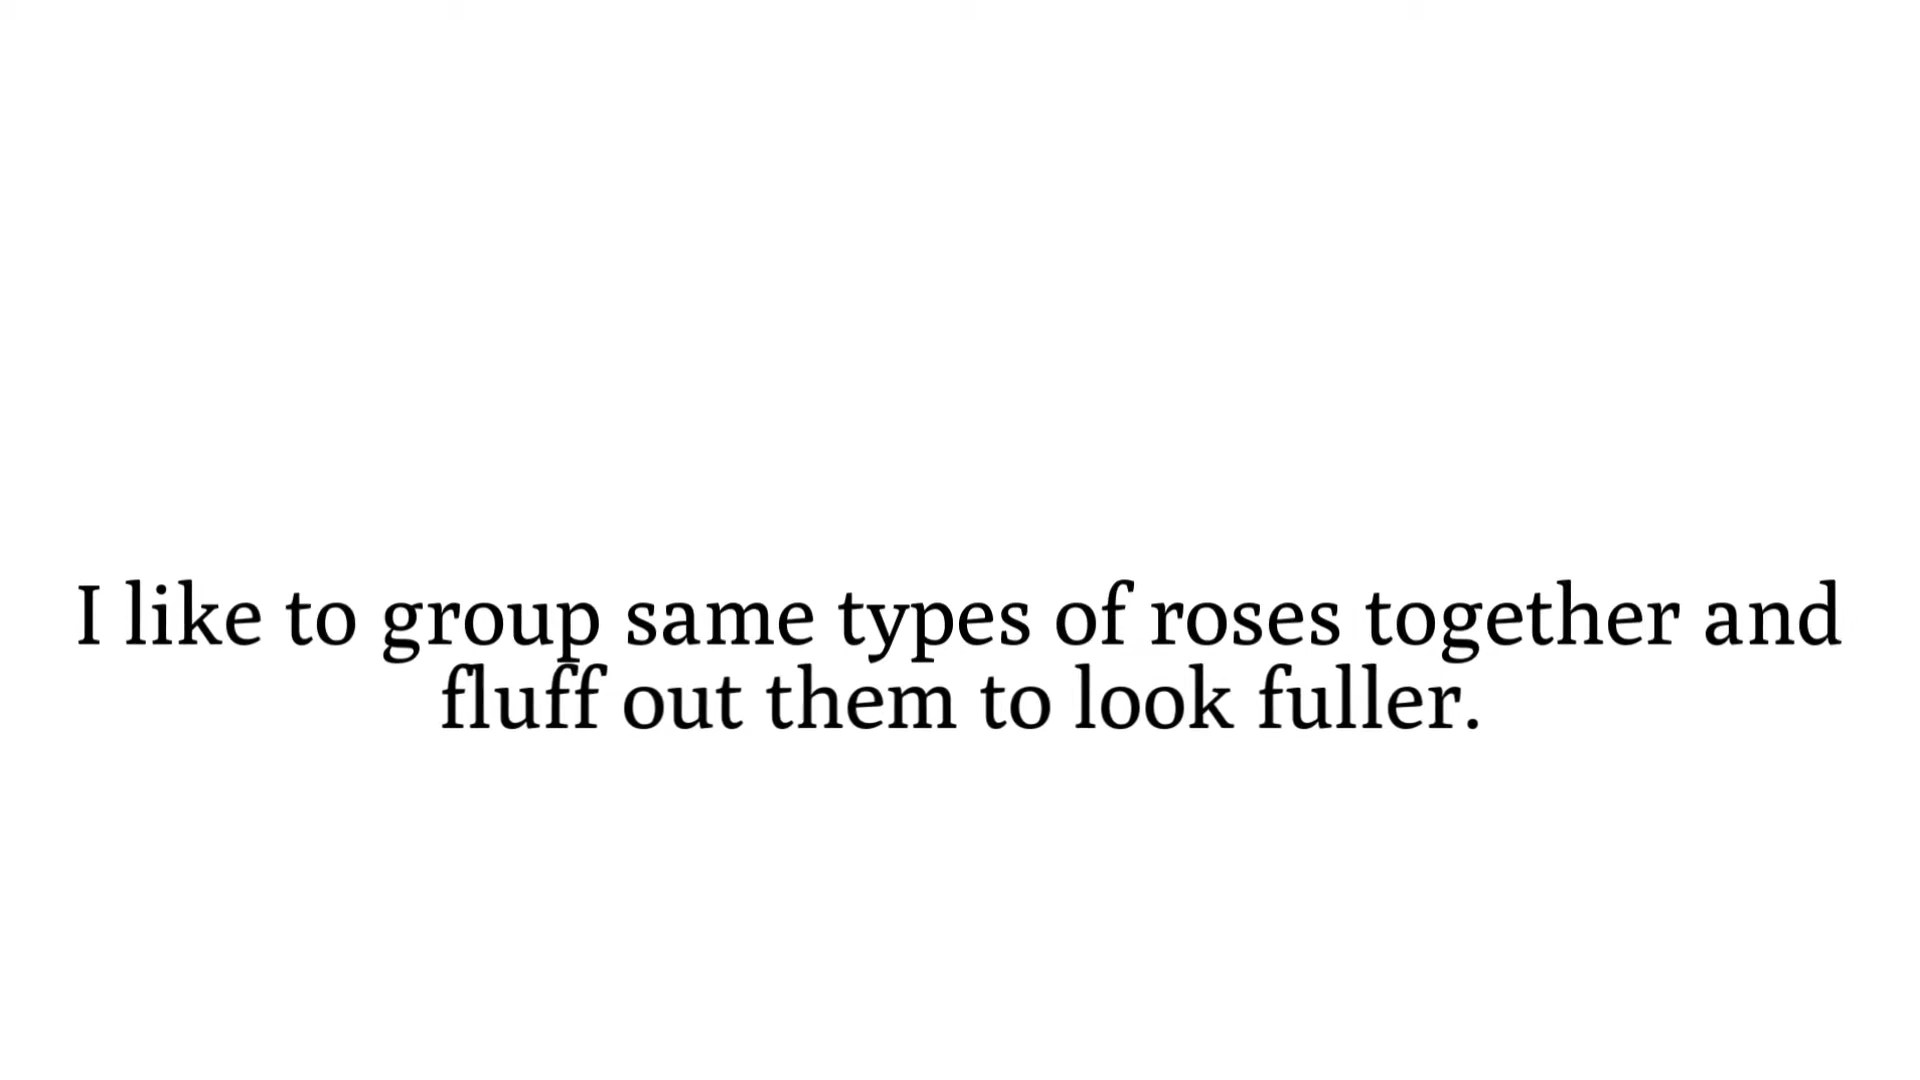 I like to group same types of roses together and
fluff out them to look fuller.